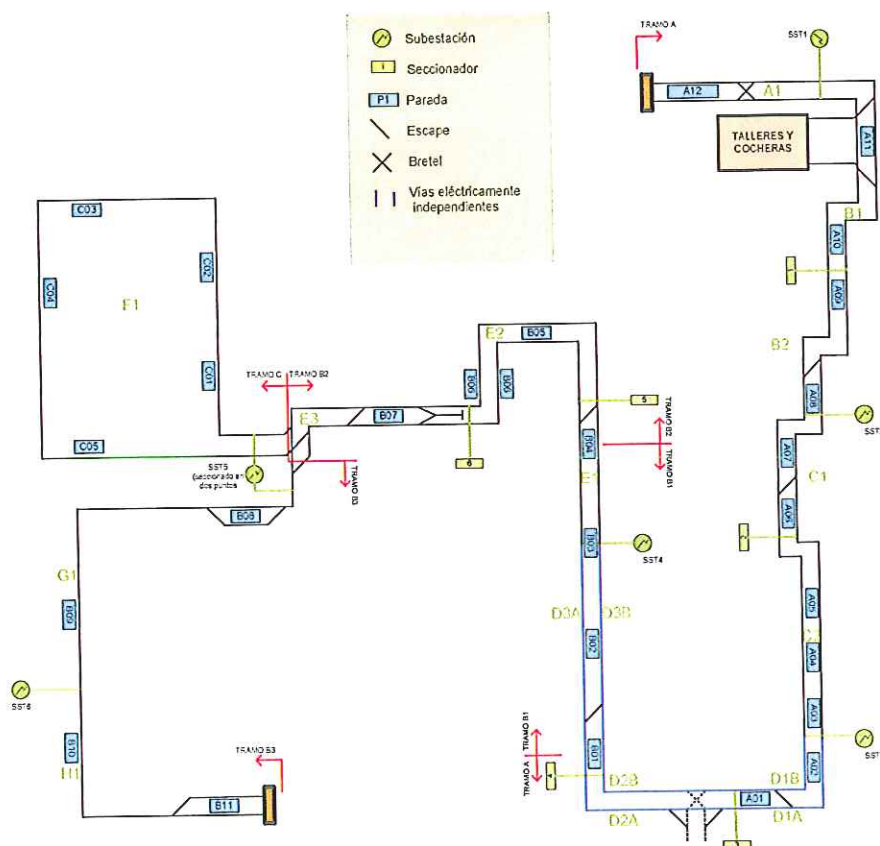 Subestación
Seccionador
P1
Parada
Escape
Bretel
Vías eléctricamente
independientes
TRAMO A
SST1
A12
A1
TALLERES Y
COCHERAS
A11
B1
A10
A09
B2
A08
SST
A07
C1
A06
A05
A04
A03
SST
A02
A01
D1B
D1A
D2B
D2A
TRAMO B1
TRAMO A
B01
B02
D3A
D3B
B03
SST4
E1
B04
TRAMO B2
TRAMO B1
5
B05
E2
B06
B06
6
B07
E3
TRAMO C
TRAMO B2
TRAMO B3
C03
C02
C04
F1
C01
C05
SST5
(seccionado en
dos puntos
B08
G1
B09
SST6
B10
H1
B11
TRAMO B3